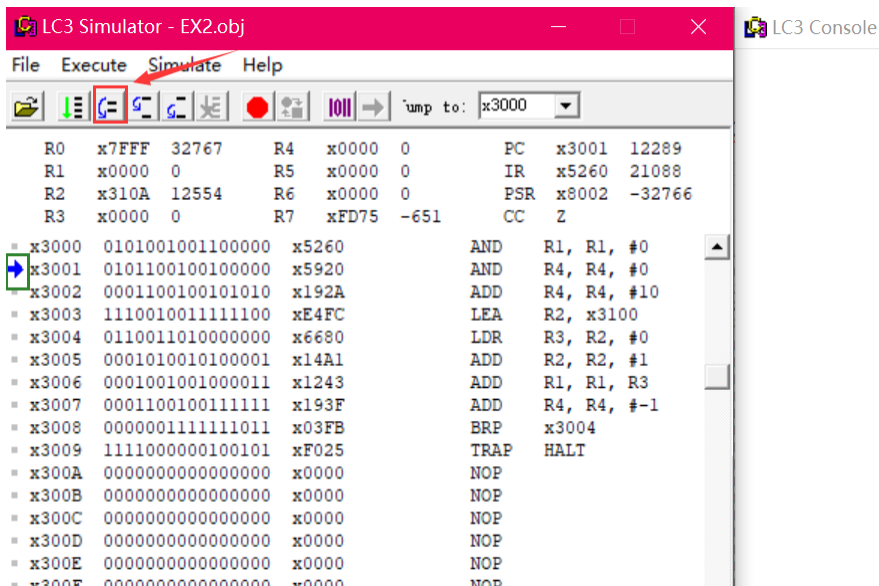 LC3 Simulator - EX2.obj
LC3 Console
File Execute Simulate Help
Jump to: x3000
R0 x7FFF 32767 R4 x0000 0 PC x3001 12289
R1 x0000 0 R5 x0000 0 IR x5260 21088
R2 x310A 12554 R6 x0000 0 PSR x8002 -32766
R3 x0000 0 R7 xFD75 -651 CC Z
x3000 0101001001100000 x5260 AND R1, R1, #0
x3001 0101100100100000 x5920 AND R4, R4, #0
x3002 0001100100101010 x192A ADD R4, R4, #10
x3003 1110010011111100 xE4FC LEA R2, x3100
x3004 0110011010000000 x6680 LDR R3, R2, #0
x3005 0001010010100001 x14A1 ADD R2, R2, #1
x3006 0001001001000011 x1243 ADD R1, R1, R3
x3007 0001100100111111 x193F ADD R4, R4, #-1
x3008 0000001111111011 x03FB BRP x3004
x3009 1111000000100101 xF025 TRAP HALT
x300A 0000000000000000 x0000 NOP
x300B 0000000000000000 x0000 NOP
x300C 0000000000000000 x0000 NOP
x300D 0000000000000000 x0000 NOP
x300E 0000000000000000 x0000 NOP
x300F 0000000000000000 x0000 NOP